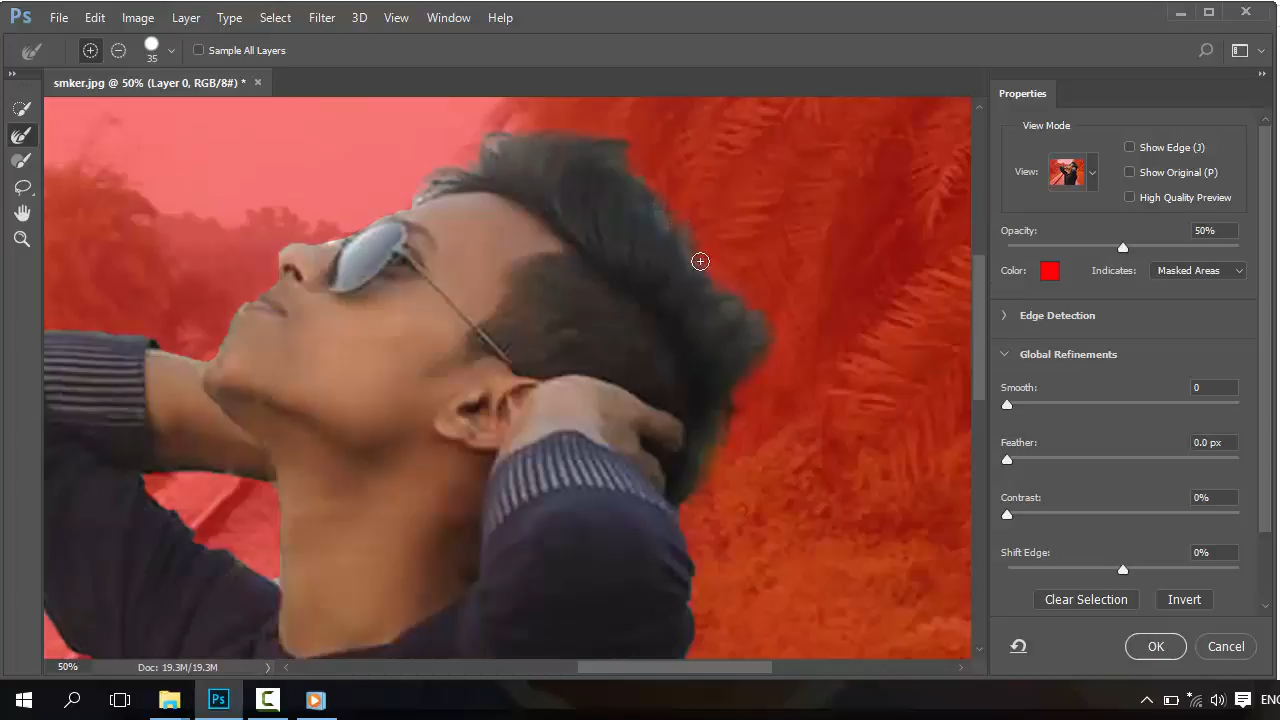 Ps File Edit Image Layer Type Select Filter 3D View Window Help
35 Sample All Layers
smker.jpg @ 50% (Layer 0, RGB/8#) *
Properties
View Mode
View:
Show Edge (J)
Show Original (P)
High Quality Preview
Opacity: 50%
Color: Indicates: Masked Areas
Edge Detection
Global Refinements
Smooth: 0
Feather: 0.0 px
Contrast: 0%
Shift Edge: 0%
Clear Selection Invert
OK Cancel
50% Doc: 19.3M/19.3M
Ps C ENG